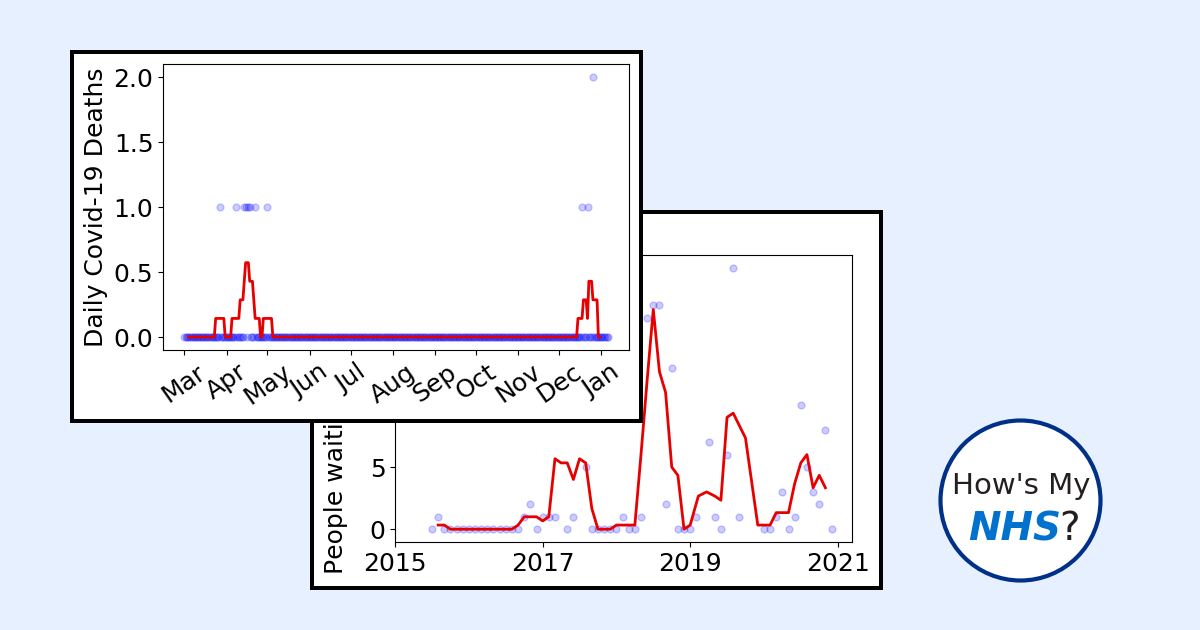 Daily Covid-19 Deaths
2.0
1.5
1.0
0.5
0.0
Mar Apr May Jun Jul Aug Sep Oct Nov Dec Jan
People waiti
5
0
2015 2017 2019 2021
How's My
NHS?